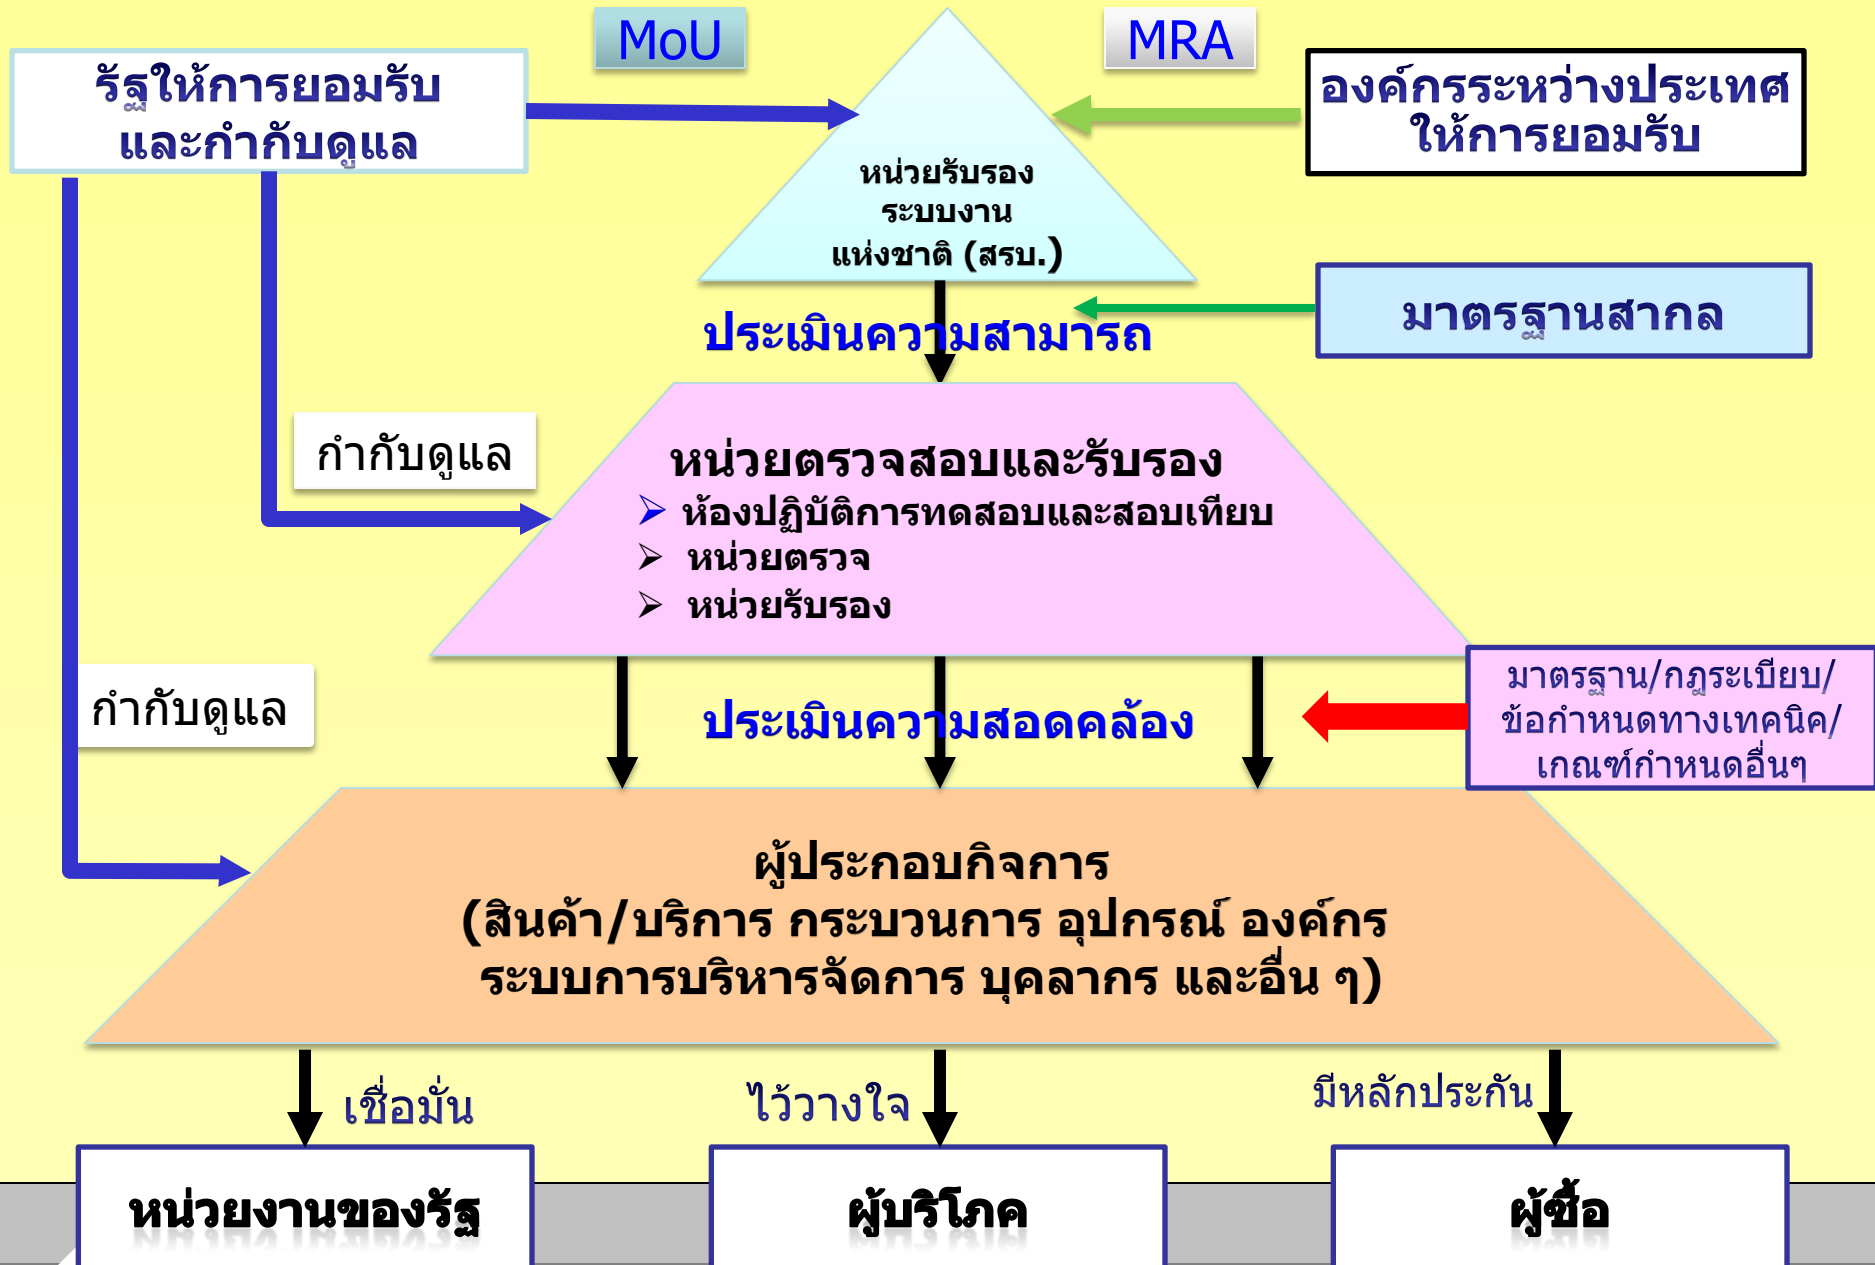 MoU
MRA
รัฐให้การยอมรับ
และกำกับดูแล
องค์กรระหว่างประเทศ
ให้การยอมรับ
หน่วยรับรอง
ระบบงาน
แห่งชาติ (สรบ.)
มาตรฐานสากล
ประเมินความสามารถ
กำกับดูแล
หน่วยตรวจสอบและรับรอง
ห้องปฏิบัติการทดสอบและสอบเทียบ
หน่วยตรวจ
หน่วยรับรอง
กำกับดูแล
ประเมินความสอดคล้อง
มาตรฐาน/กฎระเบียบ/
ข้อกำหนดทางเทคนิค/
เกณฑ์กำหนดอื่นๆ
ผู้ประกอบกิจการ
(สินค้า/บริการ กระบวนการ อุปกรณ์ องค์กร
ระบบการบริหารจัดการ บุคลากร และอื่น ๆ)
เชื่อมั่น
ไว้วางใจ
มีหลักประกัน
หน่วยงานของรัฐ
ผู้บริโภค
ผู้ซื้อ